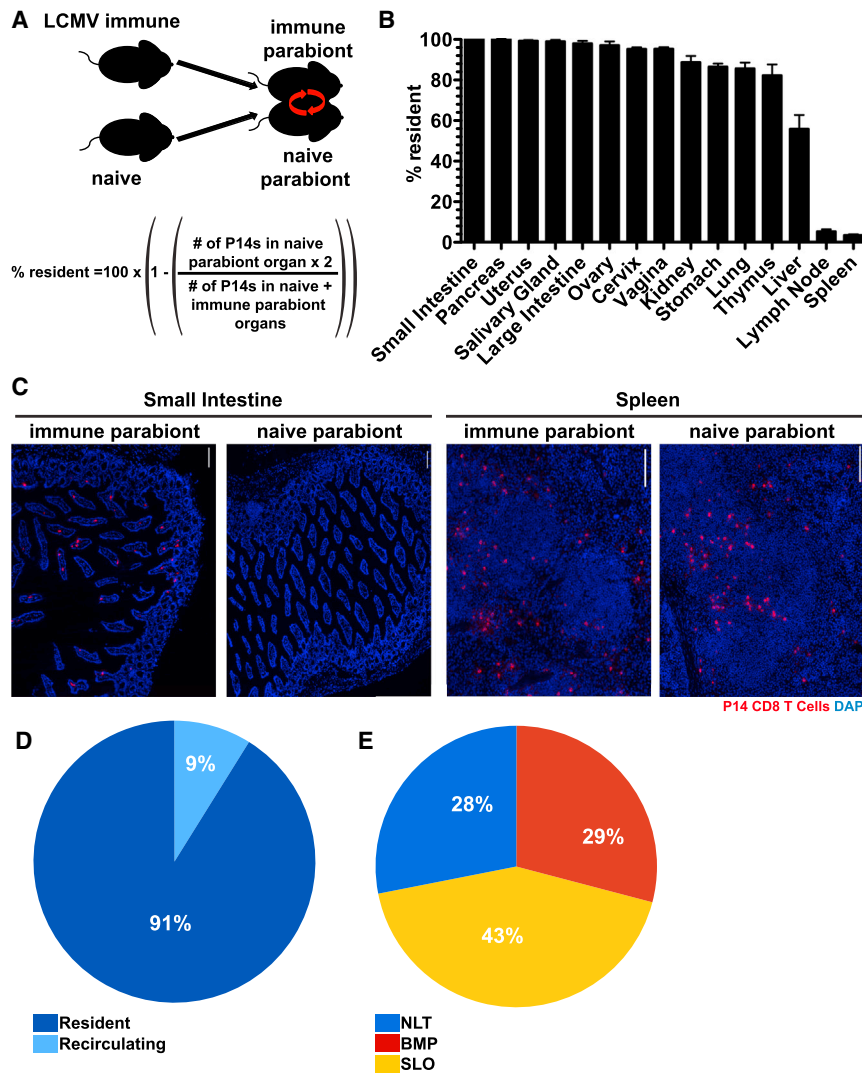 A
LCMV immune
immune
parabiont
naive
naive
parabiont
% resident =100 x (1 - (
# of P14s in naive
parabiont organ x 2
# of P14s in naive +
immune parabiont
organs
))
B
% resident
100
80
60
40
20
0
Small Intestine
Pancreas
Uterus
Salivary Gland
Large Intestine
Ovary
Cervix
Vagina
Kidney
Stomach
Lung
Thymus
Liver
Lymph Node
Spleen
C
Small Intestine
Spleen
immune parabiont
naive parabiont
immune parabiont
naive parabiont
P14 CD8 T Cells DAP
D
9%
91%
Resident
Recirculating
E
28%
29%
43%
NLT
BMP
SLO